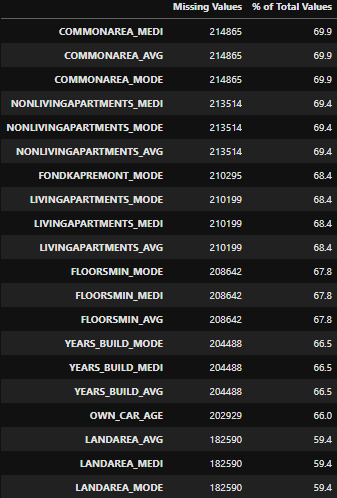 Missing Values % of Total Values
COMMONAREA_MEDI 214865 69.9
COMMONAREA_AVG 214865 69.9
COMMONAREA_MODE 214865 69.9
NONLIVINGAPARTMENTS_MEDI 213514 69.4
NONLIVINGAPARTMENTS_MODE 213514 69.4
NONLIVINGAPARTMENTS_AVG 213514 69.4
FONDKAPREMONT_MODE 210295 68.4
LIVINGAPARTMENTS_MODE 210199 68.4
LIVINGAPARTMENTS_MEDI 210199 68.4
LIVINGAPARTMENTS_AVG 210199 68.4
FLOORSMIN_MODE 208642 67.8
FLOORSMIN_MEDI 208642 67.8
FLOORSMIN_AVG 208642 67.8
YEARS_BUILD_MODE 204488 66.5
YEARS_BUILD_MEDI 204488 66.5
YEARS_BUILD_AVG 204488 66.5
OWN_CAR_AGE 202929 66.0
LANDAREA_AVG 182590 59.4
LANDAREA_MEDI 182590 59.4
LANDAREA_MODE 182590 59.4